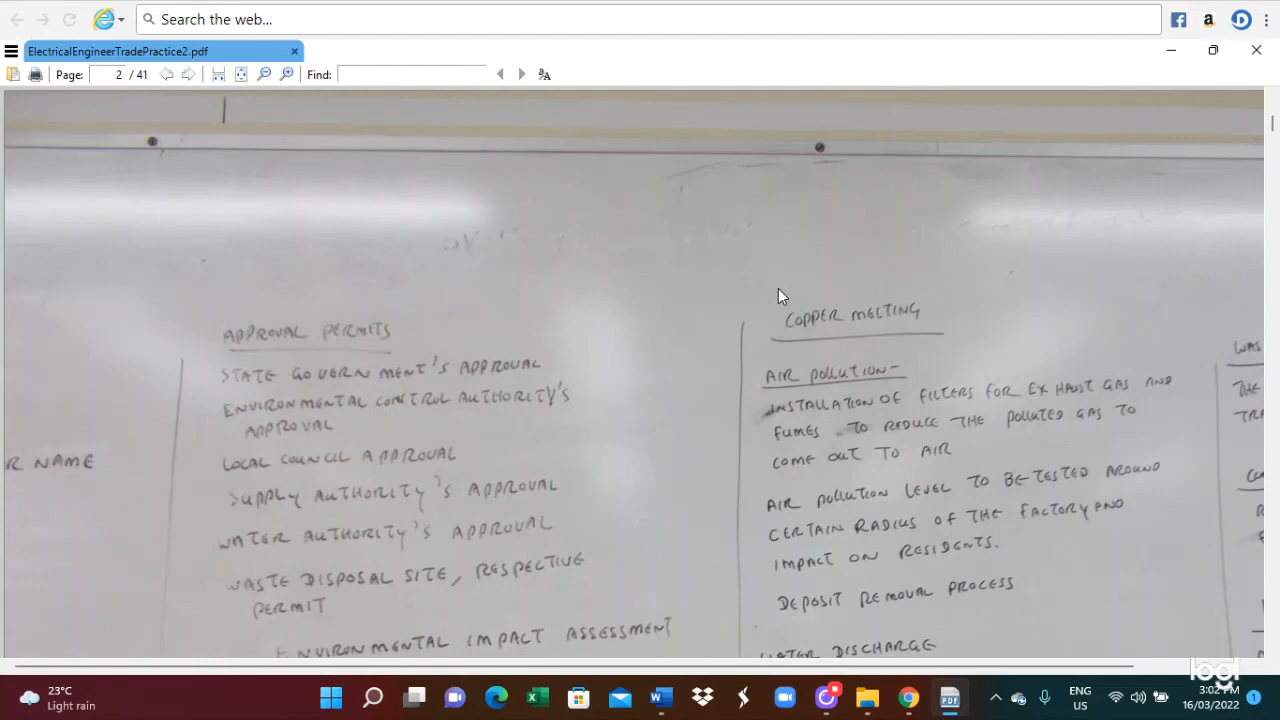 Search the web...
ElectricalEngineerTradePractice2.pdf
Page: 2 / 41
Find:
APPROVAL PERMITS
STATE GOVERNMENT'S APPROVAL
ENVIRONMENTAL CONTROL AUTHORITY'S
APPROVAL
LOCAL COUNCIL APPROVAL
SUPPLY AUTHORITY'S APPROVAL
WATER AUTHORITY'S APPROVAL
WASTE DISPOSAL SITE, RESPECTIVE
PERMIT
ENVIRONMENTAL IMPACT ASSESSMENT
R NAME
COPPER MELTING
AIR POLLUTION-
INSTALLATION OF FILTERS FOR EXHAUST GAS AND
FUMES TO REDUCE THE POLLUTED GAS TO
COME OUT TO AIR
AIR POLLUTION LEVEL TO BE TESTED AROUND
CERTAIN RADIUS OF THE FACTORY AND
IMPACT ON RESIDENTS.
DEPOSIT REMOVAL PROCESS
WATER DISCHARGE
WAS
THE
TRA
logi
23°C
Light rain
ENG
US
3:02 PM
16/03/2022